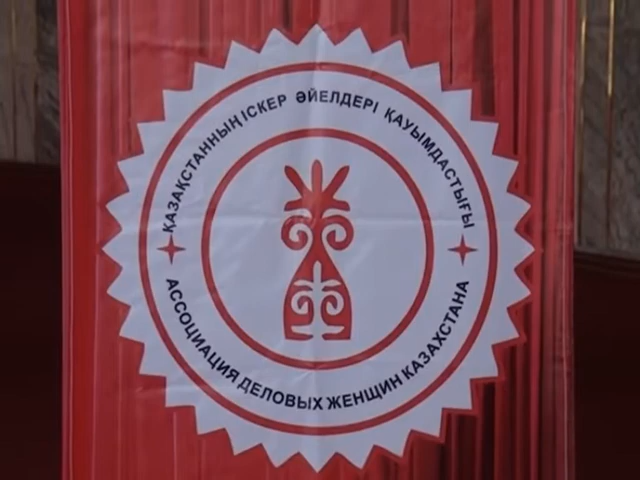 ҚАЗАҚСТАННЫҢ ІСКЕР ӘЙЕЛДЕРІ ҚАУЫМДАСТЫҒЫ
АССОЦИАЦИЯ ДЕЛОВЫХ ЖЕНЩИН КАЗАХСТАНА